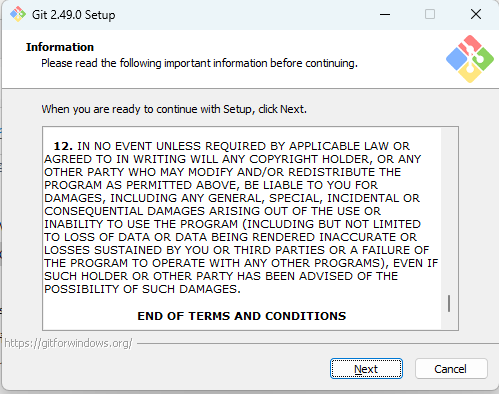 Git 2.49.0 Setup
Information
Please read the following important information before continuing.
When you are ready to continue with Setup, click Next.
12. IN NO EVENT UNLESS REQUIRED BY APPLICABLE LAW OR
AGREED TO IN WRITING WILL ANY COPYRIGHT HOLDER, OR ANY
OTHER PARTY WHO MAY MODIFY AND/OR REDISTRIBUTE THE
PROGRAM AS PERMITTED ABOVE, BE LIABLE TO YOU FOR
DAMAGES, INCLUDING ANY GENERAL, SPECIAL, INCIDENTAL OR
CONSEQUENTIAL DAMAGES ARISING OUT OF THE USE OR
INABILITY TO USE THE PROGRAM (INCLUDING BUT NOT LIMITED
TO LOSS OF DATA OR DATA BEING RENDERED INACCURATE OR
LOSSES SUSTAINED BY YOU OR THIRD PARTIES OR A FAILURE OF
THE PROGRAM TO OPERATE WITH ANY OTHER PROGRAMS), EVEN IF
SUCH HOLDER OR OTHER PARTY HAS BEEN ADVISED OF THE
POSSIBILITY OF SUCH DAMAGES.
END OF TERMS AND CONDITIONS
https://gitforwindows.org/
Next
Cancel